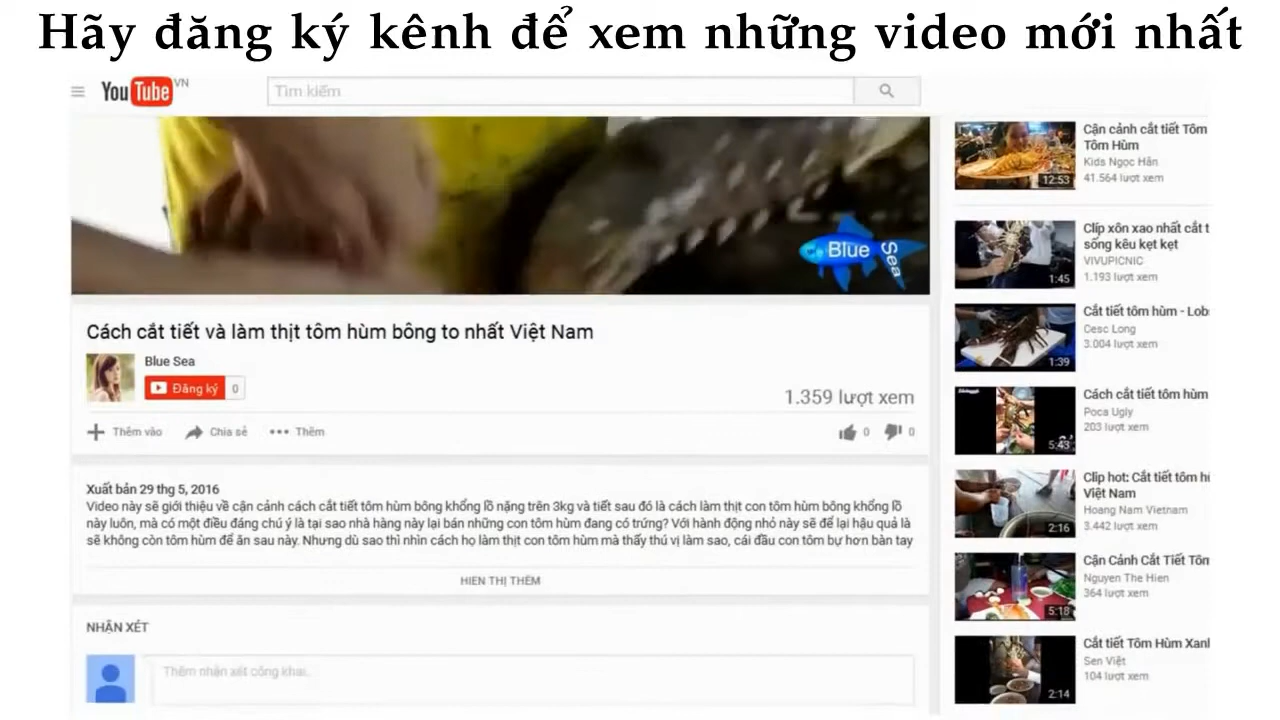 Hãy đăng ký kênh để xem những video mới nhất
YouTube VN
Tìm kiếm
Blue Sea
Cách cắt tiết và làm thịt tôm hùm bông to nhất Việt Nam
Blue Sea
Đăng ký 0
1.359 lượt xem
Thêm vào Chia sẻ Thêm 0 0
Xuất bản 29 thg 5, 2016
Video này sẽ giới thiệu về cận cảnh cách cắt tiết tôm hùm bông khổng lồ nặng trên 3kg và tiết sau đó là cách làm thịt con tôm hùm bông khổng lồ
này luôn, mà có một điều đáng chú ý là tại sao nhà hàng này lại bán những con tôm hùm đang có trứng? Với hành động nhỏ này sẽ để lại hậu quả là
sẽ không còn tôm hùm để ăn sau này. Nhưng dù sao thì nhìn cách họ làm thịt con tôm hùm mà thấy thú vị làm sao, cái đầu con tôm bự hơn bàn tay
HIỂN THỊ THÊM
NHẬN XÉT
Thêm nhận xét công khai..
12:53
Cận cảnh cắt tiết Tôm
Tôm Hùm
Kids Ngọc Hân
41.564 lượt xem
1:45
Clíp xôn xao nhất cắt t
sống kêu kẹt kẹt
VIVUPICNIC
1.193 lượt xem
1:39
Cắt tiết tôm hùm - Lob
Cesc Long
3.004 lượt xem
5:43
Cách cắt tiết tôm hùm
Poca Ugly
203 lượt xem
2:16
Clip hot: Cắt tiết tôm h
Việt Nam
Hoang Nam Vietnam
3.442 lượt xem
5:18
Cận Cảnh Cắt Tiết Tôm
Nguyen The Hien
364 lượt xem
2:14
Cắt tiết Tôm Hùm Xanh
Sen Việt
104 lượt xem